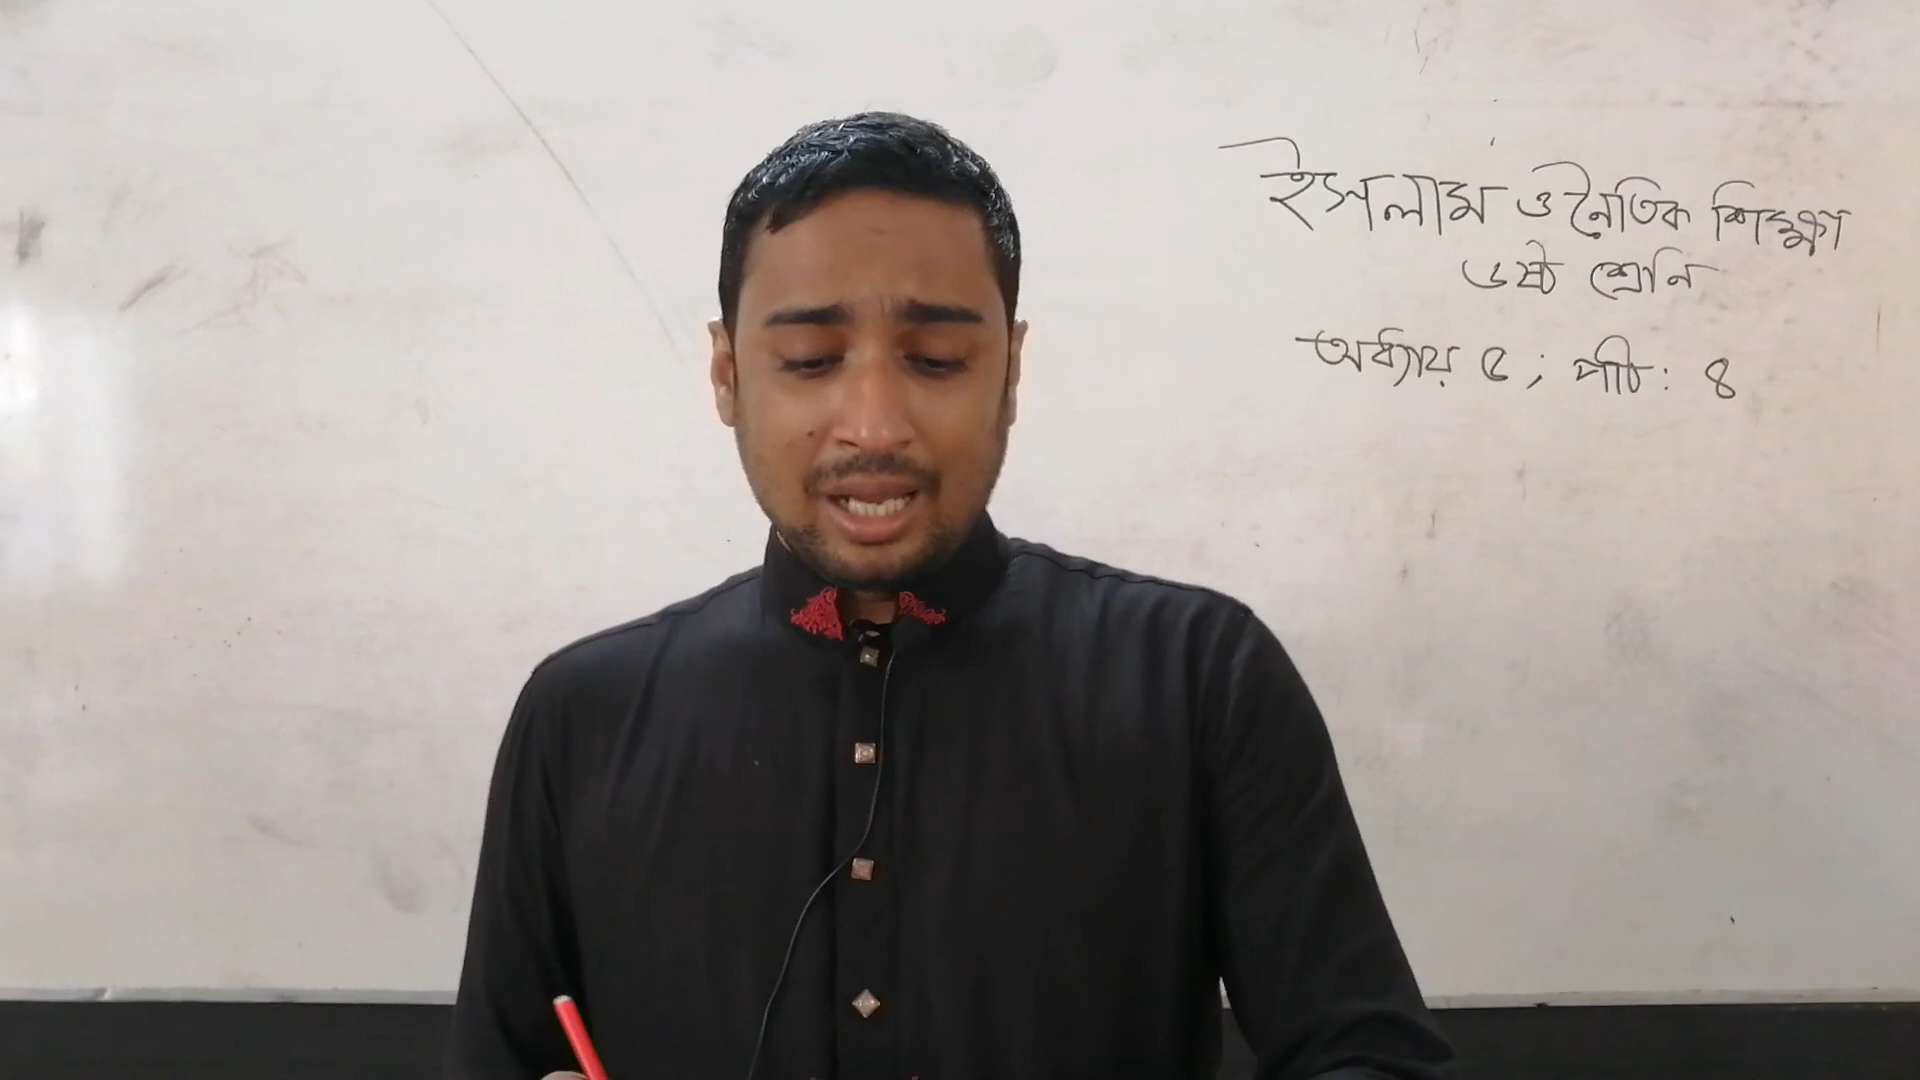 ইসলাম ও নৈতিক শিক্ষা
৬ষ্ঠ শ্রেনি
অধ্যায় ৫; পাঠ: ৪